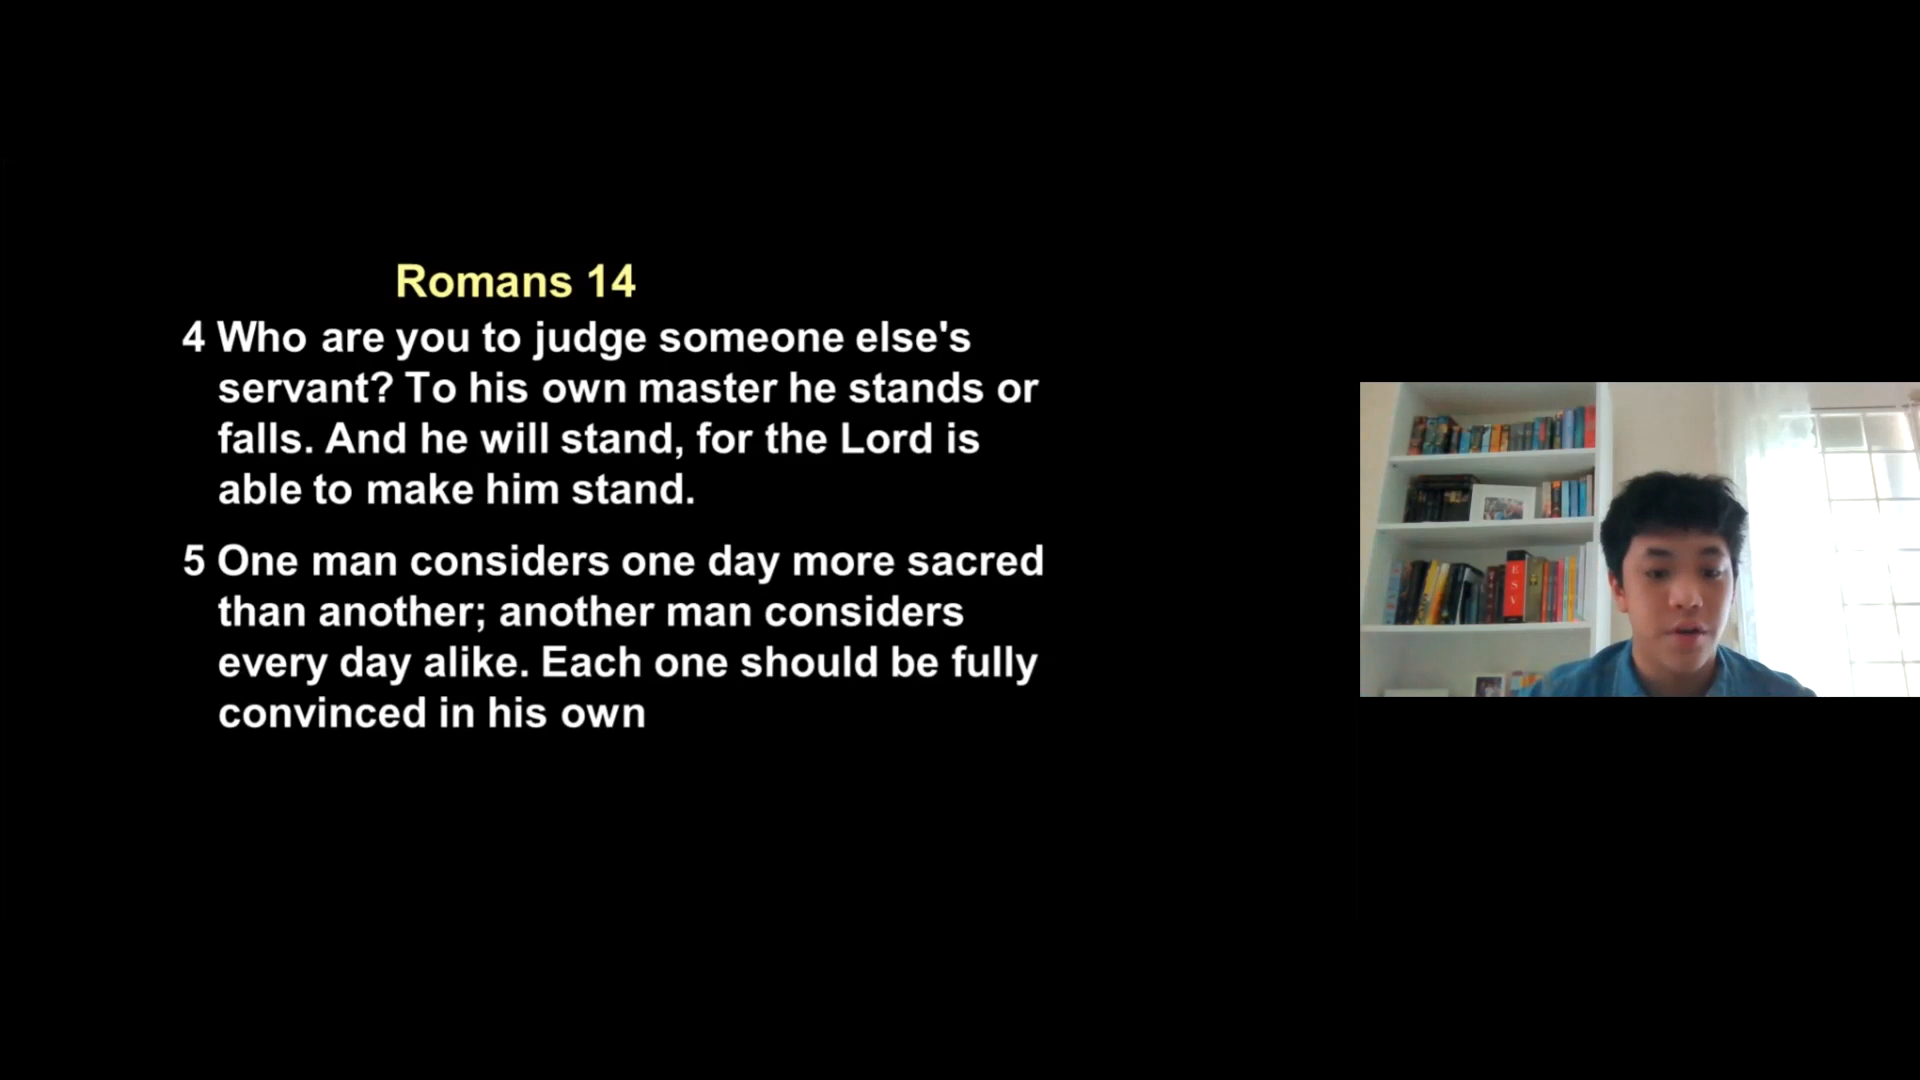 Romans 14
4 Who are you to judge someone else's
servant? To his own master he stands or
falls. And he will stand, for the Lord is
able to make him stand.
5 One man considers one day more sacred
than another; another man considers
every day alike. Each one should be fully
convinced in his own
ESV